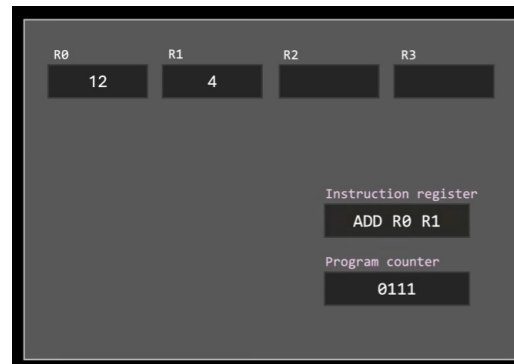 R0 R1 R2 R3
12 4
Instruction register
ADD R0 R1
Program counter
0111